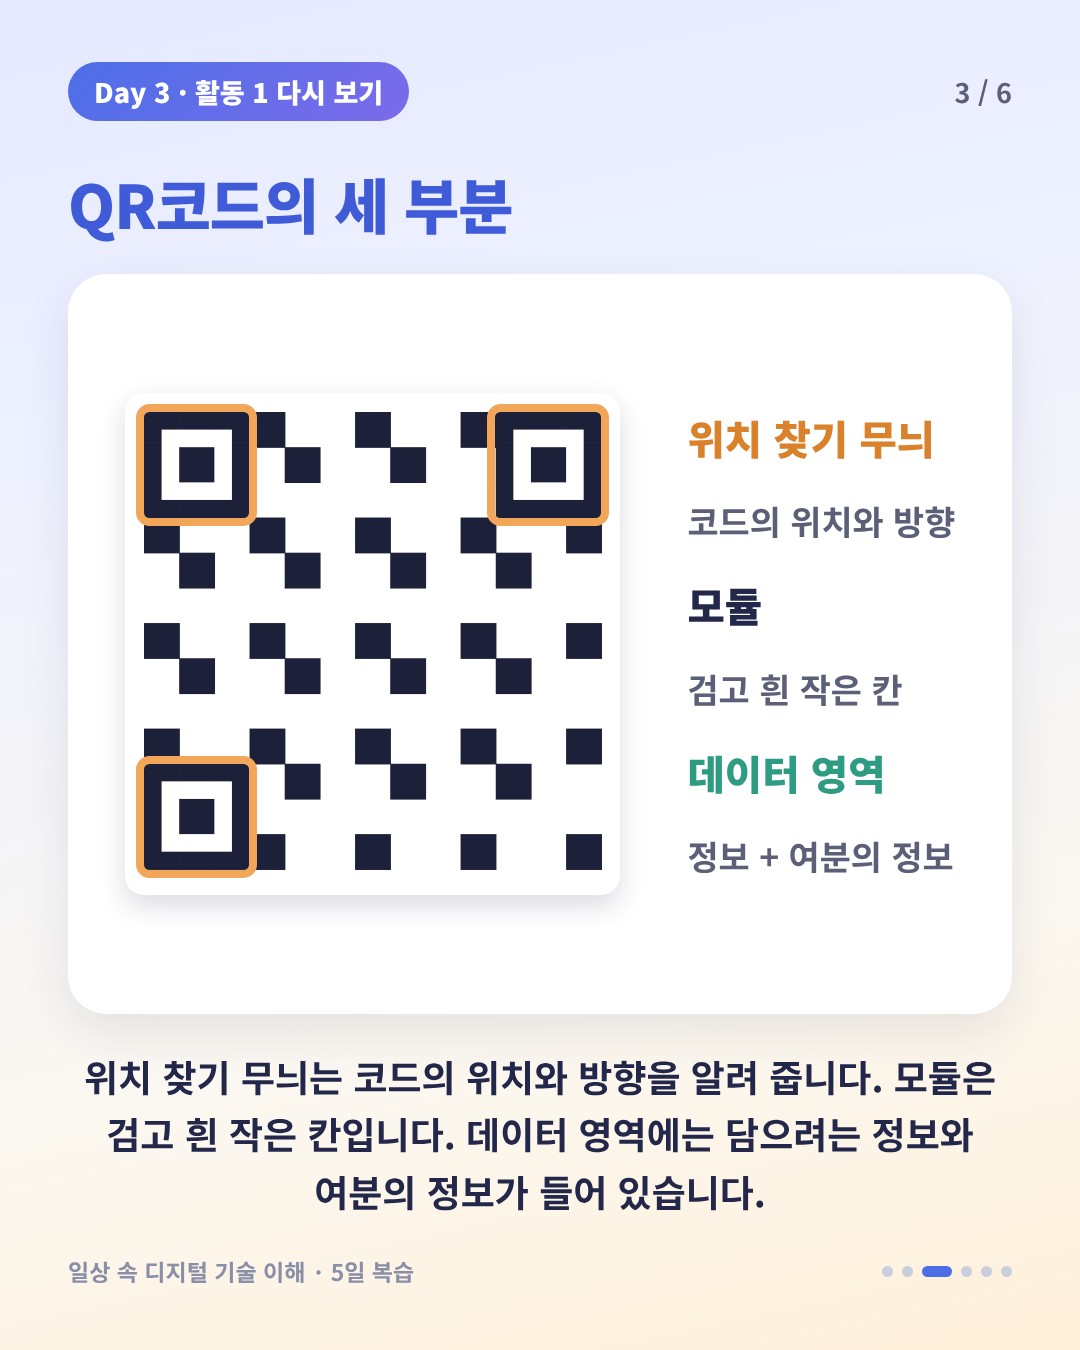 Day 3 · 활동 1 다시 보기
3 / 6
QR코드의 세 부분
위치 찾기 무늬
코드의 위치와 방향
모듈
검고 흰 작은 칸
데이터 영역
정보 + 여분의 정보
위치 찾기 무늬는 코드의 위치와 방향을 알려 줍니다. 모듈은
검고 흰 작은 칸입니다. 데이터 영역에는 담으려는 정보와
여분의 정보가 들어 있습니다.
일상 속 디지털 기술 이해 · 5일 복습